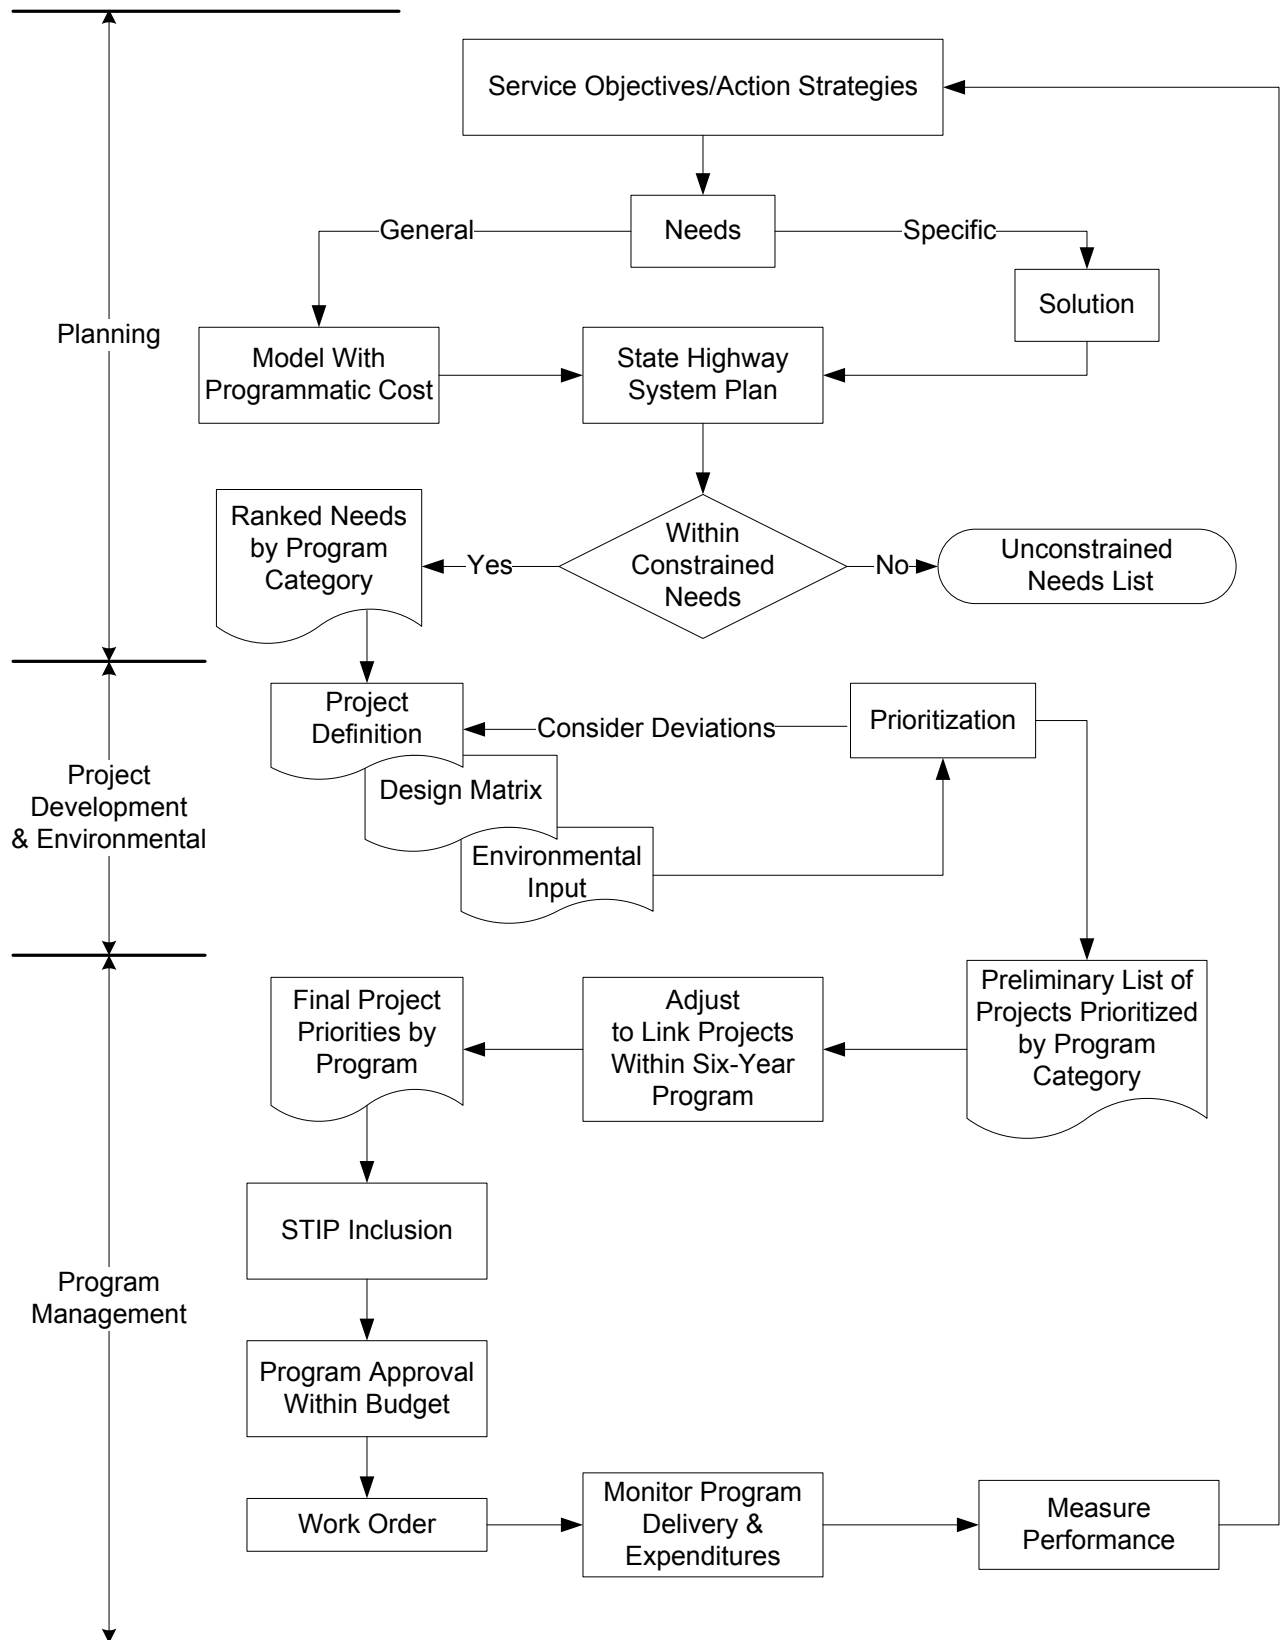 Service Objectives/Action Strategies
General
Needs
Specific
Solution
Planning
Model With
Programmatic Cost
State Highway
System Plan
Ranked Needs
by Program
Category
Yes
Within
Constrained
Needs
No
Unconstrained
Needs List
Project
Definition
Consider Deviations
Prioritization
Design Matrix
Environmental
Input
Project
Development
& Environmental
Final Project
Priorities by
Program
Adjust
to Link Projects
Within Six-Year
Program
Preliminary List of
Projects Prioritized
by Program
Category
STIP Inclusion
Program
Management
Program Approval
Within Budget
Work Order
Monitor Program
Delivery &
Expenditures
Measure
Performance